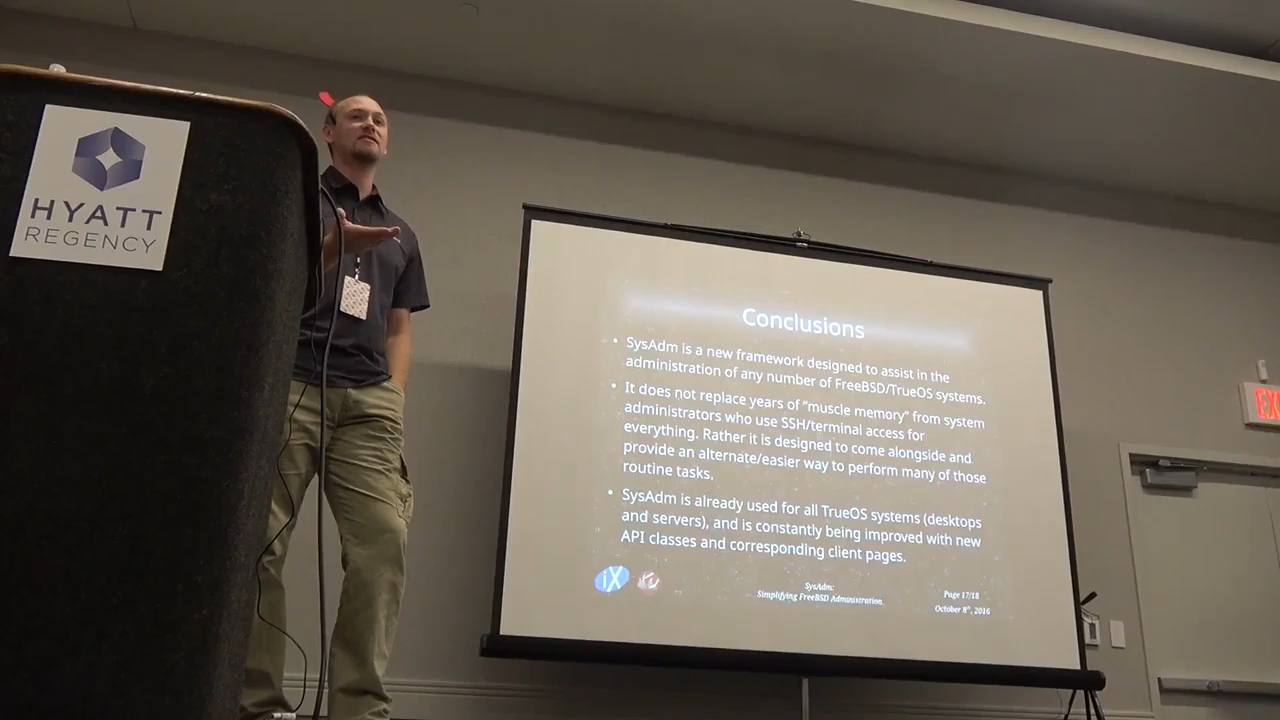 HYATT
REGENCY
Conclusions
• SysAdm is a new framework designed to assist in the
administration of any number of FreeBSD/TrueOS systems.
• It does not replace years of “muscle memory” from system
administrators who use SSH/terminal access for
everything. Rather it is designed to come alongside and
provide an alternate/easier way to perform many of those
routine tasks.
• SysAdm is already used for all TrueOS systems (desktops
and servers), and is constantly being improved with new
API classes and corresponding client pages.
iX
SysAdm:
Simplifying FreeBSD Administration
Page 17/18
October 8th, 2016
EX